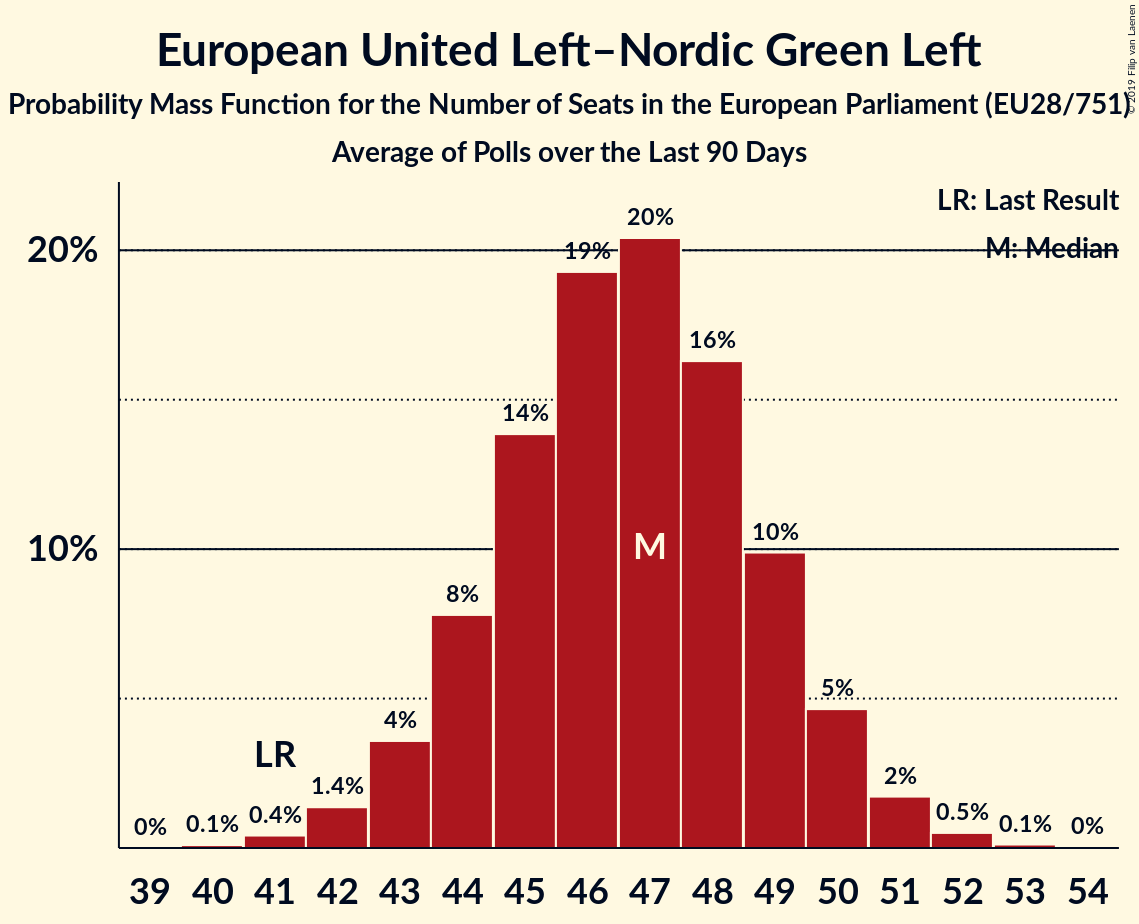 European United Left–Nordic Green Left
Probability Mass Function for the Number of Seats in the European Parliament (EU28/751)
Average of Polls over the Last 90 Days
© 2019 Filip van Laenen
LR: Last Result
M: Median
20%
10%
0% 0.1% 0.4% 1.4% 4% 8% 14% 19% 20% 16% 10% 5% 2% 0.5% 0.1% 0%
LR
M
39 40 41 42 43 44 45 46 47 48 49 50 51 52 53 54